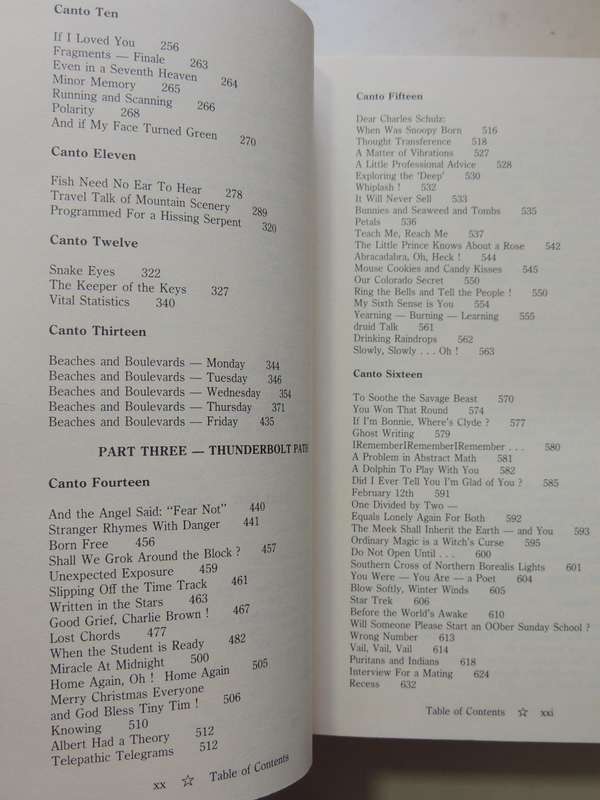 Canto Ten
If I Loved You 256
Fragments — Finale 263
Even in a Seventh Heaven 264
Minor Memory 265
Running and Scanning 266
Polarity 268
And if My Face Turned Green 270
Canto Eleven
Fish Need No Ear To Hear 278
Travel Talk of Mountain Scenery 289
Programmed For a Hissing Serpent 320
Canto Twelve
Snake Eyes 322
The Keeper of the Keys 327
Vital Statistics 340
Canto Thirteen
Beaches and Boulevards — Monday 344
Beaches and Boulevards — Tuesday 346
Beaches and Boulevards — Wednesday 354
Beaches and Boulevards — Thursday 371
Beaches and Boulevards — Friday 435
PART THREE — THUNDERBOLT PATH
Canto Fourteen
And the Angel Said: “Fear Not” 440
Stranger Rhymes With Danger 441
Born Free 456
Shall We Grok Around the Block ? 457
Unexpected Exposure 459
Slipping Off the Time Track 461
Written in the Stars 463
Good Grief, Charlie Brown ! 467
Lost Chords 477
When the Student is Ready 482
Miracle At Midnight 500
Home Again, Oh ! Home Again 505
Merry Christmas Everyone
and God Bless Tiny Tim ! 506
Knowing 510
Albert Had a Theory 512
Telepathic Telegrams 512
xx ☆ Table of Contents
Canto Fifteen
Dear Charles Schulz:
When Was Snoopy Born 516
Thought Transference 518
A Matter of Vibrations 527
A Little Professional Advice 528
Exploring the 'Deep' 530
Whiplash ! 532
It Will Never Sell 533
Bunnies and Seaweed and Tombs 535
Petals 536
Teach Me, Reach Me 537
The Little Prince Knows About a Rose 542
Abracadabra, Oh, Heck ! 544
Mouse Cookies and Candy Kisses 545
Our Colorado Secret 550
Ring the Bells and Tell the People ! 550
My Sixth Sense is You 554
Yearning — Burning — Learning 555
druid Talk 561
Drinking Raindrops 562
Slowly, Slowly . . . Oh ! 563
Canto Sixteen
To Soothe the Savage Beast 570
You Won That Round 574
If I'm Bonnie, Where's Clyde ? 577
Ghost Writing 579
IRememberIRememberIRemember . . . 580
A Problem in Abstract Math 581
A Dolphin To Play With You 582
Did I Ever Tell You I'm Glad of You ? 585
February 12th 591
One Divided by Two —
Equals Lonely Again For Both 592
The Meek Shall Inherit the Earth — and You 593
Ordinary Magic is a Witch's Curse 595
Do Not Open Until . . . 600
Southern Cross of Northern Borealis Lights 601
You Were — You Are — a Poet 604
Blow Softly, Winter Winds 605
Star Trek 606
Before the World's Awake 610
Will Someone Please Start an OOber Sunday School ?
Wrong Number 613
Vail, Vail, Vail 614
Puritans and Indians 618
Interview For a Mating 624
Recess 632
Table of Contents ☆ xxi